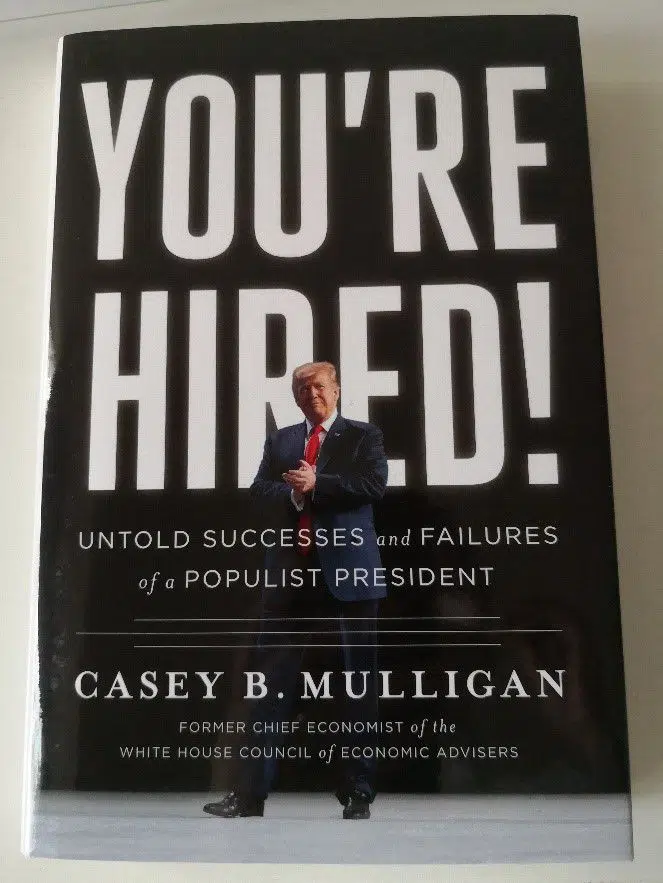 YOU'RE
HIRED!
UNTOLD SUCCESSES and FAILURES
of a POPULIST PRESIDENT
CASEY B. MULLIGAN
FORMER CHIEF ECONOMIST of the
WHITE HOUSE COUNCIL of ECONOMIC ADVISERS